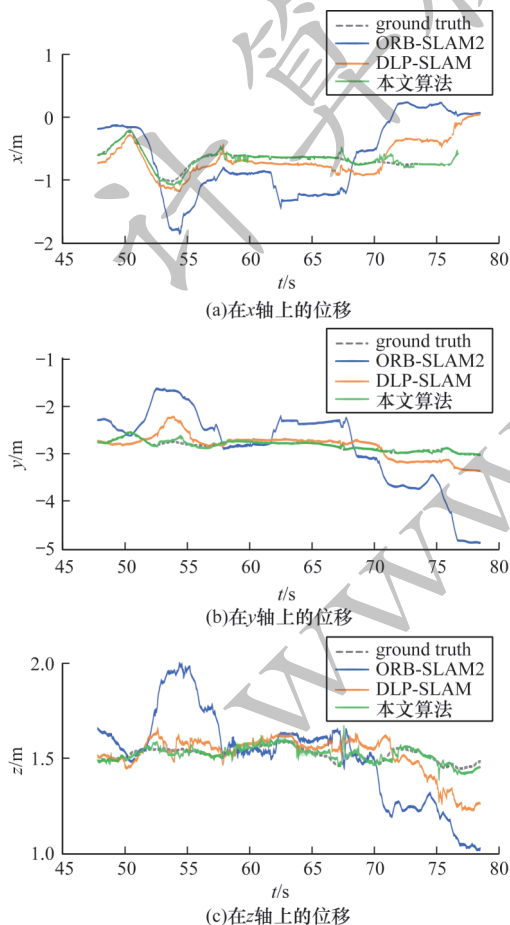 ground truth
ORB-SLAM2
DLP-SLAM
本文算法
1
0
−1
−2
x/m
45 50 55 60 65 70 75 80
t/s
(a)在x轴上的位移
ground truth
ORB-SLAM2
DLP-SLAM
本文算法
−1
−2
−3
−4
−5
y/m
45 50 55 60 65 70 75 80
t/s
(b)在y轴上的位移
ground truth
ORB-SLAM2
DLP-SLAM
本文算法
2.0
1.5
1.0
z/m
45 50 55 60 65 70 75 80
t/s
(c)在z轴上的位移